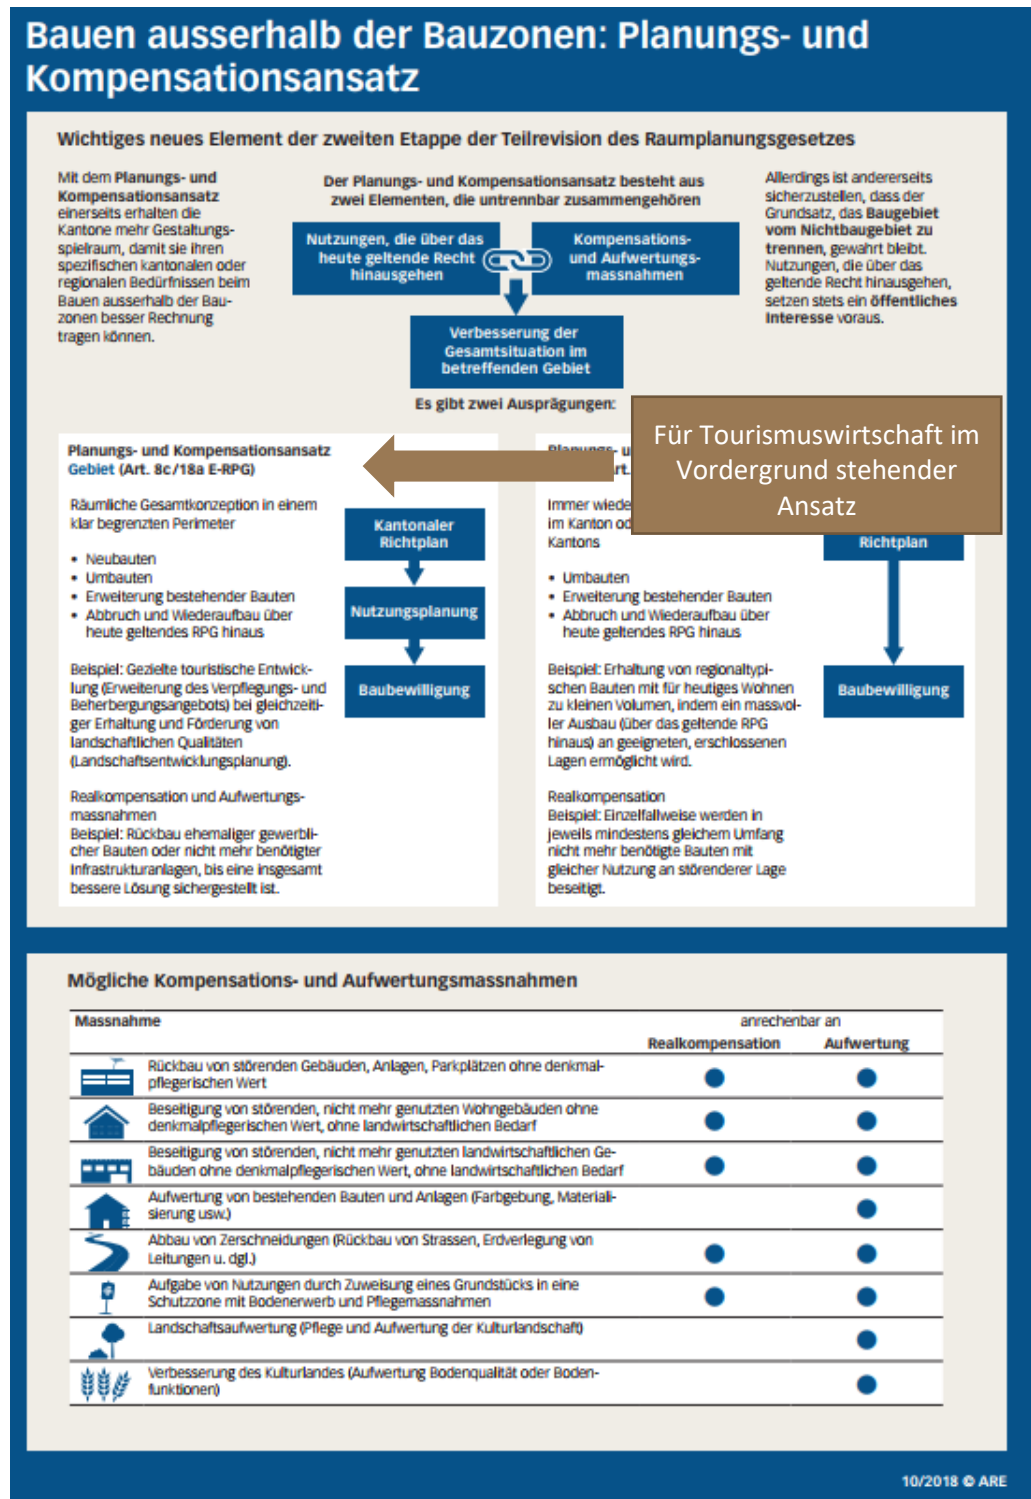 Bauen ausserhalb der Bauzonen: Planungs- und
Kompensationsansatz
Wichtiges neues Element der zweiten Etappe der Teilrevision des Raumplanungsgesetzes
Mit dem Planungs- und
Kompensationsansatz
einerseits erhalten die
Kantone mehr Gestaltungs-
spielraum, damit sie ihren
spezifischen kantonalen oder
regionalen Bedürfnissen beim
Bauen ausserhalb der Bau-
zonen besser Rechnung
tragen können.
Der Planungs- und Kompensationsansatz besteht aus
zwei Elementen, die untrennbar zusammengehören
Nutzungen, die über das
heute geltende Recht
hinausgehen
Kompensations-
und Aufwertungs-
massnahmen
Verbesserung der
Gesamtsituation im
betreffenden Gebiet
Allerdings ist andererseits
sicherzustellen, dass der
Grundsatz, das Baugebiet
vom Nichtbaugebiet zu
trennen, gewahrt bleibt.
Nutzungen, die über das
geltende Recht hinausgehen,
setzen stets ein öffentliches
Interesse voraus.
Es gibt zwei Ausprägungen:
Für Tourismuswirtschaft im
Vordergrund stehender
Ansatz
Planungs- und Kompensationsansatz
Gebiet (Art. 8c/18a E-RPG)
Räumliche Gesamtkonzeption in einem
klar begrenzten Perimeter
• Neubauten
• Umbauten
• Erweiterung bestehender Bauten
• Abbruch und Wiederaufbau über
heute geltendes RPG hinaus
Beispiel: Gezielte touristische Entwick-
lung (Erweiterung des Verpflegungs- und
Beherbergungsangebots) bei gleichzeiti-
ger Erhaltung und Förderung von
landschaftlichen Qualitäten
(Landschaftsentwicklungsplanung).
Realkompensation und Aufwertungs-
massnahmen
Beispiel: Rückbau ehemaliger gewerbli-
cher Bauten oder nicht mehr benötigter
Infrastrukturanlagen, bis eine insgesamt
bessere Lösung sichergestellt ist.
Kantonaler
Richtplan
Nutzungsplanung
Baubewilligung
Planungs- u
Immer wiede
im Kanton od
Kantons
• Umbauten
• Erweiterung bestehender Bauten
• Abbruch und Wiederaufbau über
heute geltendes RPG hinaus
Beispiel: Erhaltung von regionaltypi-
schen Bauten mit für heutiges Wohnen
zu kleinen Volumen, indem ein massvol-
ler Ausbau (über das geltende RPG
hinaus) an geeigneten, erschlossenen
Lagen ermöglicht wird.
Realkompensation
Beispiel: Einzelfallweise werden in
jeweils mindestens gleichem Umfang
nicht mehr benötigte Bauten mit
gleicher Nutzung an störenderer Lage
beseitigt.
Richtplan
Baubewilligung
Mögliche Kompensations- und Aufwertungsmassnahmen
Massnahme
anrechenbar an
Realkompensation Aufwertung
Rückbau von störenden Gebäuden, Anlagen, Parkplätzen ohne denkmal-
pflegerischen Wert
Beseitigung von störenden, nicht mehr genutzten Wohngebäuden ohne
denkmalpflegerischen Wert, ohne landwirtschaftlichen Bedarf
Beseitigung von störenden, nicht mehr genutzten landwirtschaftlichen Ge-
bäuden ohne denkmalpflegerischen Wert, ohne landwirtschaftlichen Bedarf
Aufwertung von bestehenden Bauten und Anlagen (Farbgebung, Materiali-
sierung usw.)
Abbau von Zerschneidungen (Rückbau von Strassen, Erdverlegung von
Leitungen u. dgl.)
Aufgabe von Nutzungen durch Zuweisung eines Grundstücks in eine
Schutzzone mit Bodenerwerb und Pflegemassnahmen
Landschaftsaufwertung (Pflege und Aufwertung der Kulturlandschaft)
Verbesserung des Kulturlandes (Aufwertung Bodenqualität oder Boden-
funktionen)
10/2018 © ARE